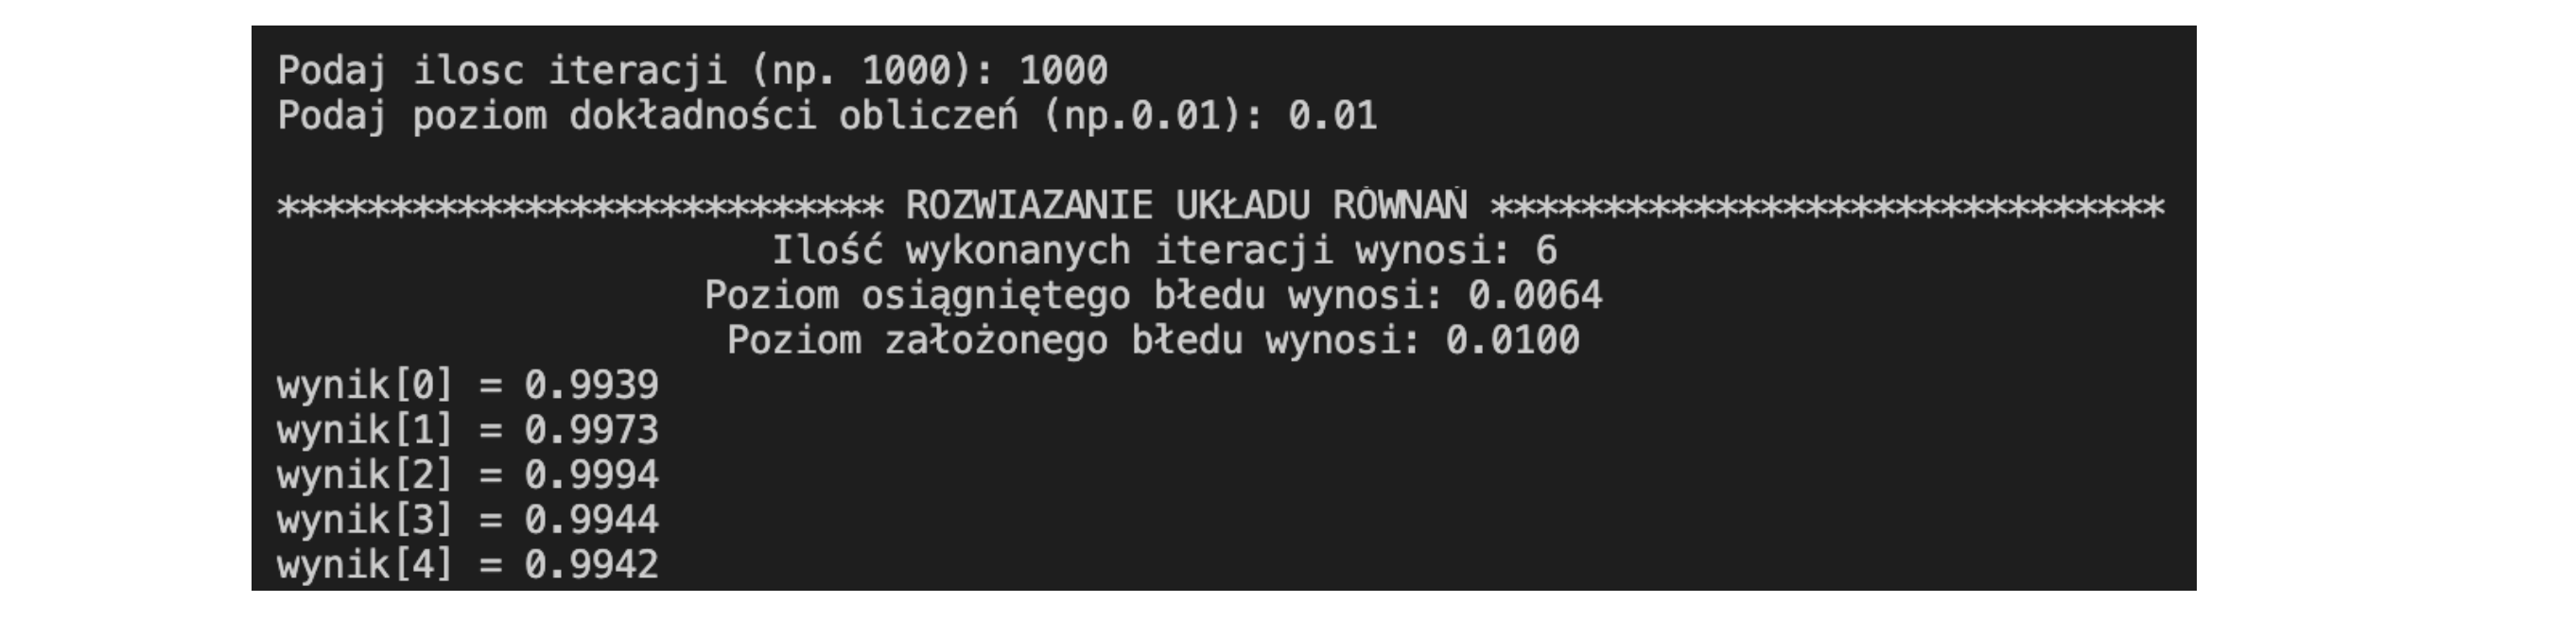 Podaj ilosc iteracji (np. 1000): 1000
Podaj poziom dokładności obliczeń (np.0.01): 0.01
*************************** ROZWIAZANIE UKŁADU RÓWNAŃ ******************************
Ilość wykonanych iteracji wynosi: 6
Poziom osiągniętego błedu wynosi: 0.0064
Poziom założonego błedu wynosi: 0.0100
wynik[0] = 0.9939
wynik[1] = 0.9973
wynik[2] = 0.9994
wynik[3] = 0.9944
wynik[4] = 0.9942